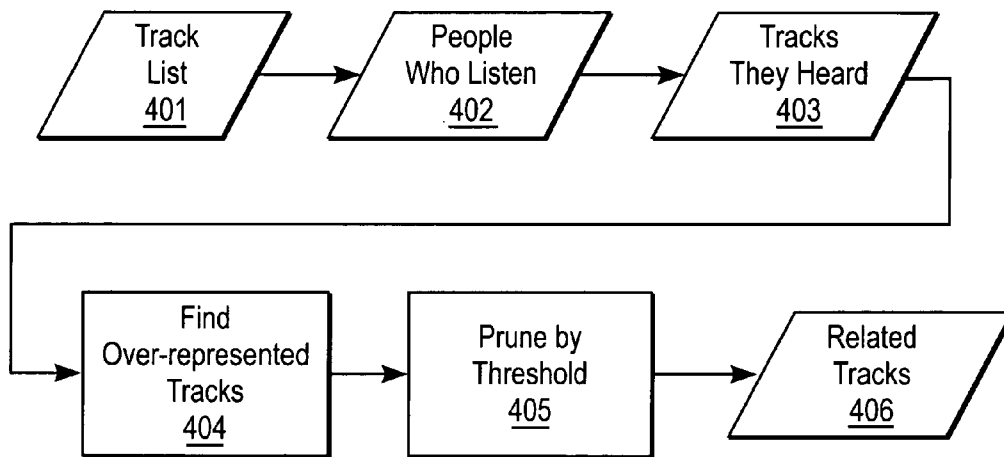 Track
List
401
People
Who Listen
402
Tracks
They Heard
403
Find
Over-represented
Tracks
404
Prune by
Threshold
405
Related
Tracks
406